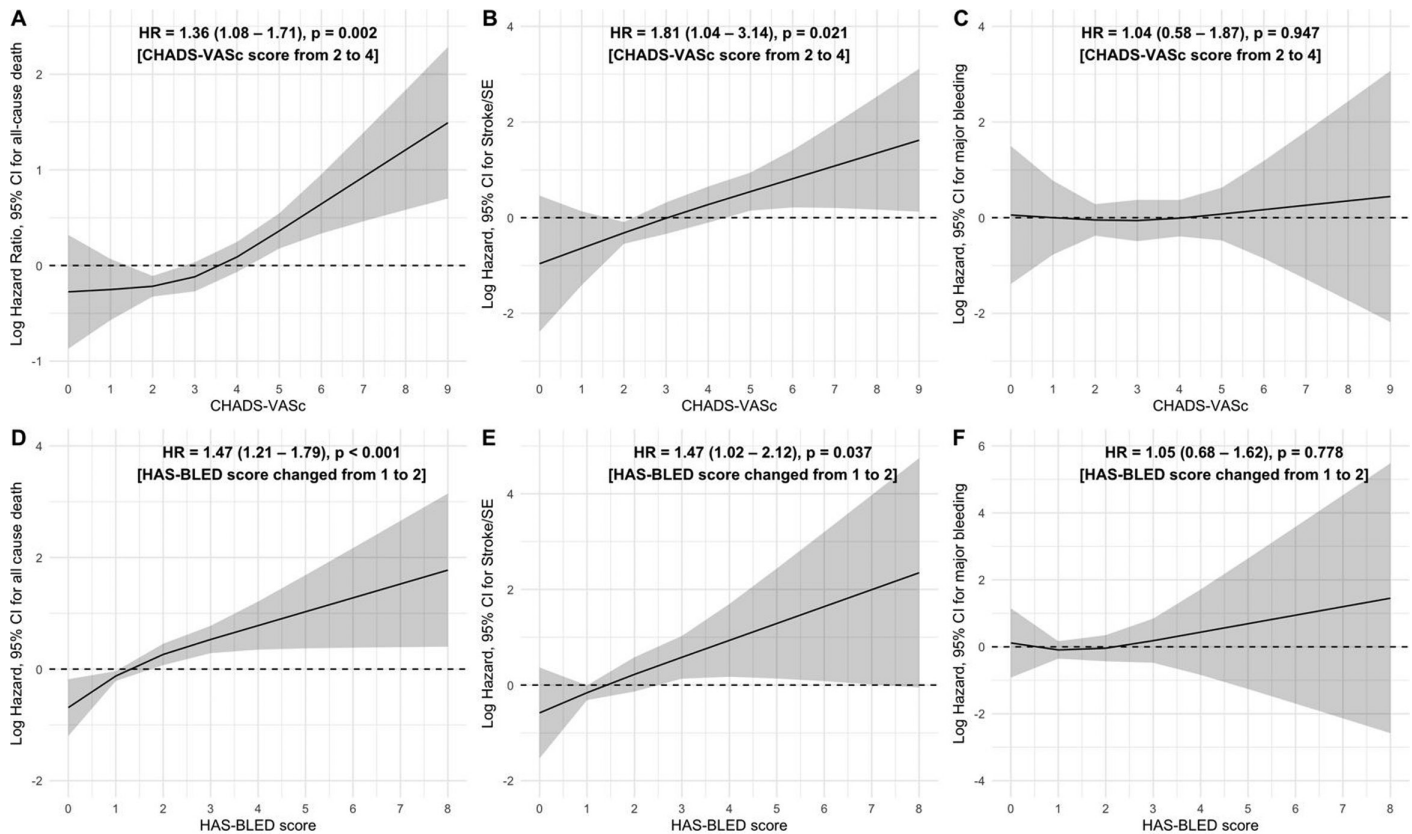 A
HR = 1.36 (1.08 – 1.71), p = 0.002
[CHADS-VASc score from 2 to 4]
Log Hazard Ratio, 95% CI for all-cause death
2
1
0
-1
0 1 2 3 4 5 6 7 8 9
CHADS-VASc
B
HR = 1.81 (1.04 – 3.14), p = 0.021
[CHADS-VASc score from 2 to 4]
Log Hazard, 95% CI for Stroke/SE
4
2
0
-2
0 1 2 3 4 5 6 7 8 9
CHADS-VASc
C
HR = 1.04 (0.58 – 1.87), p = 0.947
[CHADS-VASc score from 2 to 4]
Log Hazard, 95% CI for major bleeding
4
2
0
-2
0 1 2 3 4 5 6 7 8 9
CHADS-VASc
D
HR = 1.47 (1.21 – 1.79), p < 0.001
[HAS-BLED score changed from 1 to 2]
Log Hazard, 95% CI for all cause death
4
2
0
-2
0 1 2 3 4 5 6 7 8
HAS-BLED score
E
HR = 1.47 (1.02 – 2.12), p = 0.037
[HAS-BLED score changed from 1 to 2]
Log Hazard, 95% CI for Stroke/SE
4
2
0
-2
0 1 2 3 4 5 6 7 8
HAS-BLED score
F
HR = 1.05 (0.68 – 1.62), p = 0.778
[HAS-BLED score changed from 1 to 2]
Log Hazard, 95% CI for major bleeding
6
4
2
0
-2
-4
0 1 2 3 4 5 6 7 8
HAS-BLED score